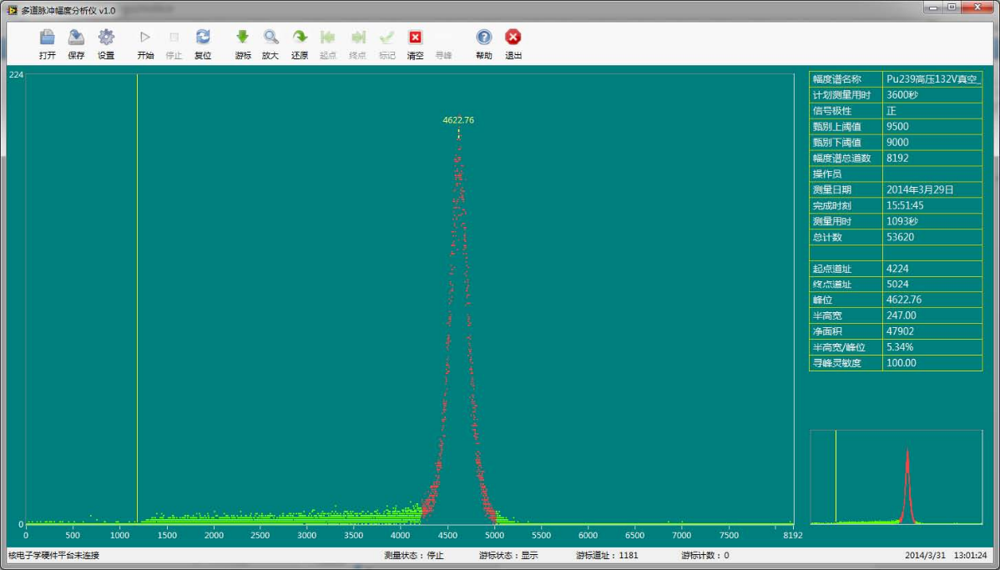 多道脉冲幅度分析仪 v1.0
打开 保存 设置 开始 停止 复位 游标 放大 还原 起点 终点 标记 清空 寻峰 帮助 退出
224
4622.76
0
0 500 1000 1500 2000 2500 3000 3500 4000 4500 5000 5500 6000 6500 7000 7500 8192
幅度谱名称 Pu239高压132V真空_
计划测量用时 3600秒
信号极性 正
甄别上阈值 9500
甄别下阈值 9000
幅度谱总道数 8192
操作员
测量日期 2014年3月29日
完成时刻 15:51:45
测量用时 1093秒
总计数 53620
起点道址 4224
终点道址 5024
峰位 4622.76
半高宽 247.00
净面积 47902
半高宽/峰位 5.34%
寻峰灵敏度 100.00
核电子学硬件平台未连接 测量状态：停止 游标状态：显示 游标道址：1181 游标计数：0 2014/3/31 13:01:24